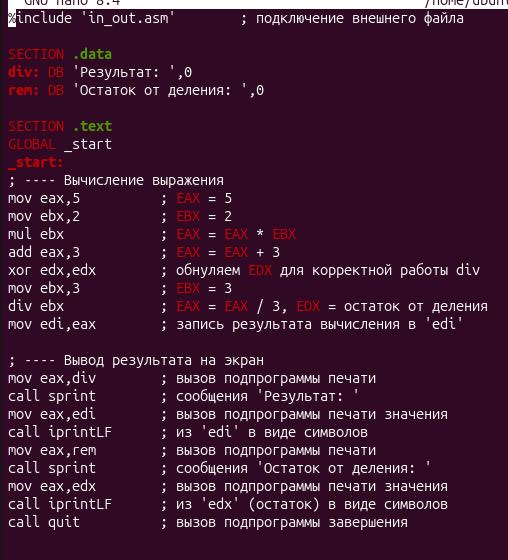 GNU nano 8.4 /home/ubunt
%include 'in_out.asm' ; подключение внешнего файла
SECTION .data
div: DB 'Результат: ',0
rem: DB 'Остаток от деления: ',0
SECTION .text
GLOBAL _start
_start:
; ---- Вычисление выражения
mov eax,5 ; EAX = 5
mov ebx,2 ; EBX = 2
mul ebx ; EAX = EAX * EBX
add eax,3 ; EAX = EAX + 3
xor edx,edx ; обнуляем EDX для корректной работы div
mov ebx,3 ; EBX = 3
div ebx ; EAX = EAX / 3, EDX = остаток от деления
mov edi,eax ; запись результата вычисления в 'edi'
; ---- Вывод результата на экран
mov eax,div ; вызов подпрограммы печати
call sprint ; сообщения 'Результат: '
mov eax,edi ; вызов подпрограммы печати значения
call iprintLF ; из 'edi' в виде символов
mov eax,rem ; вызов подпрограммы печати
call sprint ; сообщения 'Остаток от деления: '
mov eax,edx ; вызов подпрограммы печати значения
call iprintLF ; из 'edx' (остаток) в виде символов
call quit ; вызов подпрограммы завершения